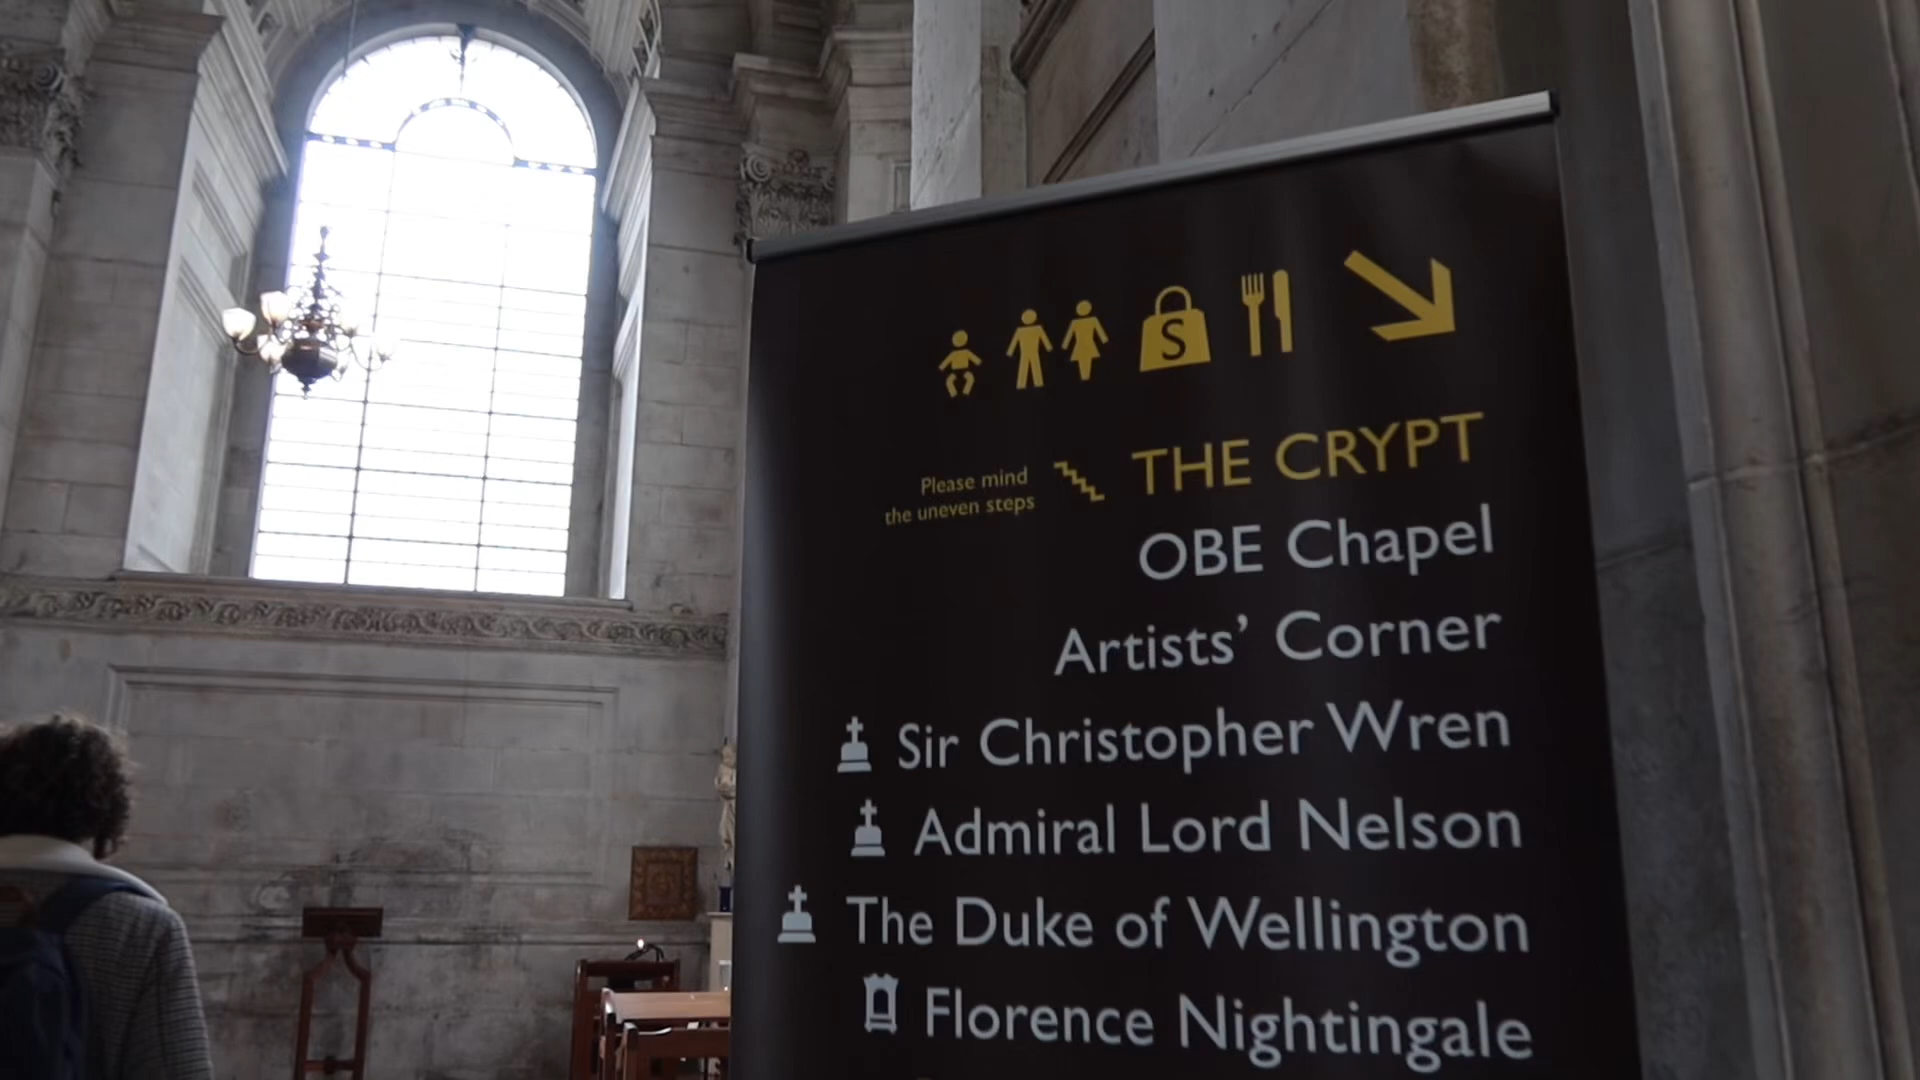 S
Please mind
the uneven steps
THE CRYPT
OBE Chapel
Artists’ Corner
Sir Christopher Wren
Admiral Lord Nelson
The Duke of Wellington
Florence Nightingale